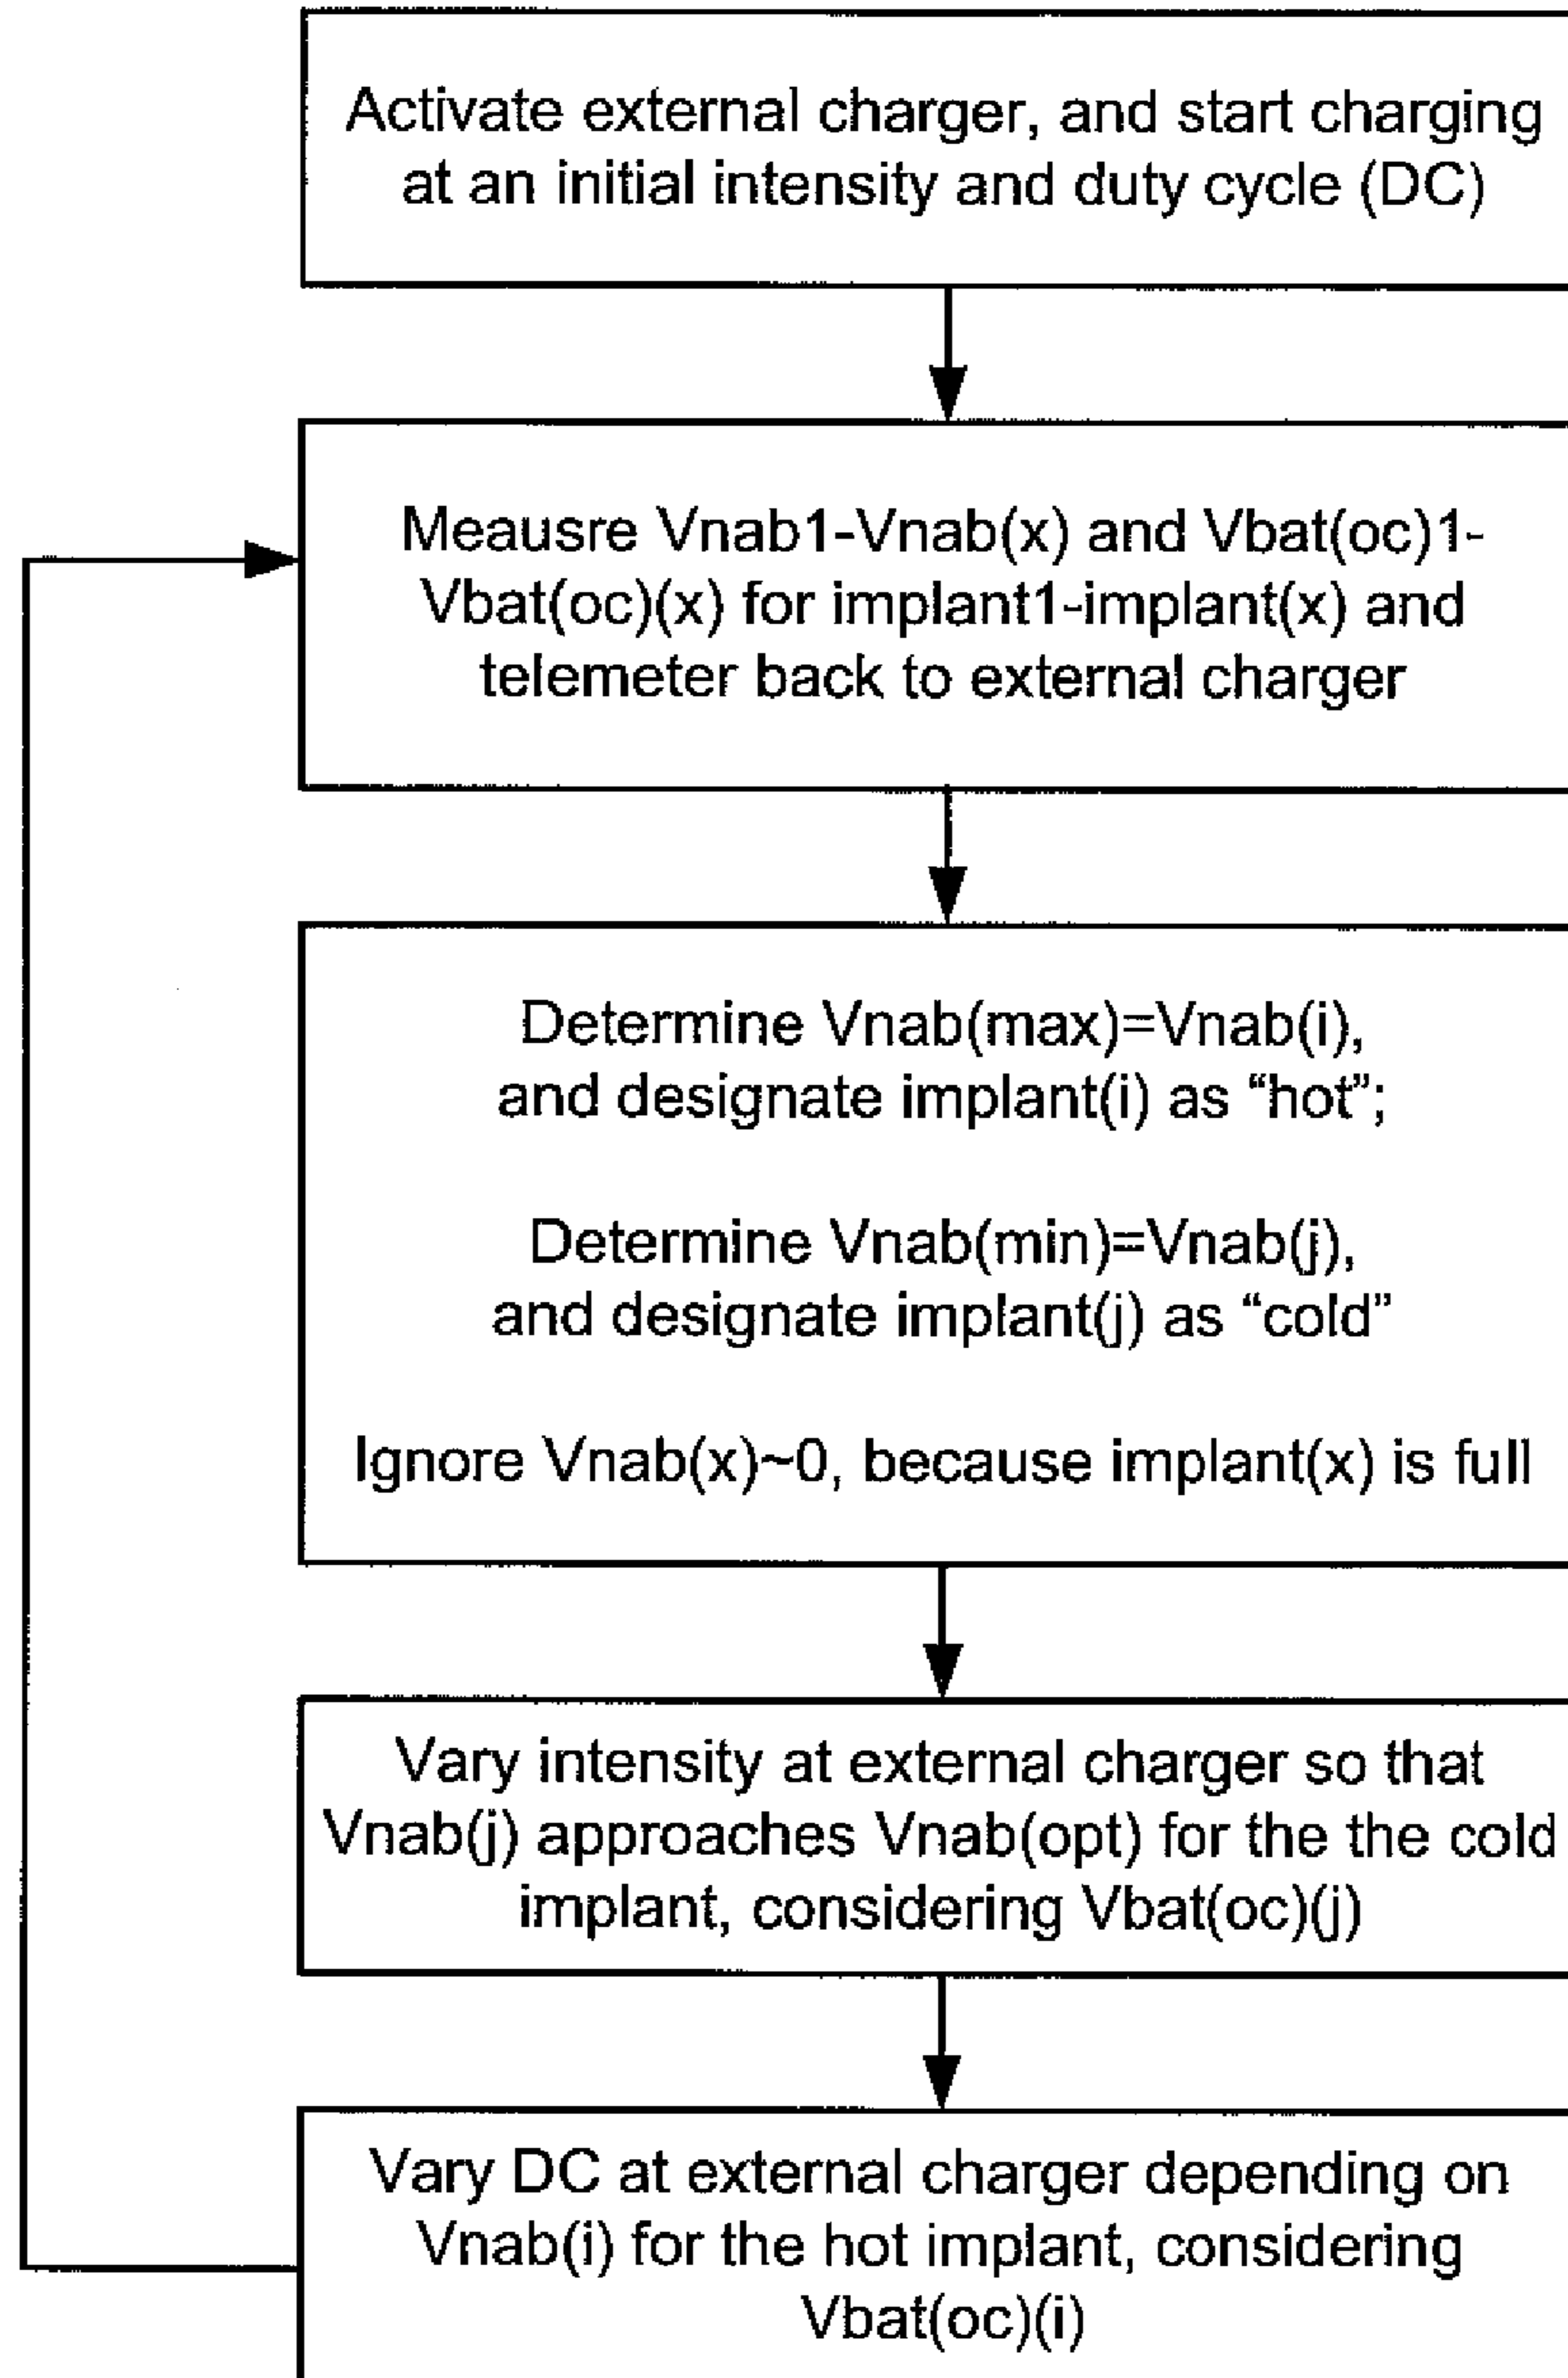 Activate external charger, and start charging
at an initial intensity and duty cycle (DC)
Meausre Vnab1-Vnab(x) and Vbat(oc)1-
Vbat(oc)(x) for implant1-implant(x) and
telemeter back to external charger
Determine Vnab(max)=Vnab(i),
and designate implant(i) as “hot”;
Determine Vnab(min)=Vnab(j),
and designate implant(j) as “cold”
Ignore Vnab(x)~0, because implant(x) is full
Vary intensity at external charger so that
Vnab(j) approaches Vnab(opt) for the the cold
implant, considering Vbat(oc)(j)
Vary DC at external charger depending on
Vnab(i) for the hot implant, considering
Vbat(oc)(i)